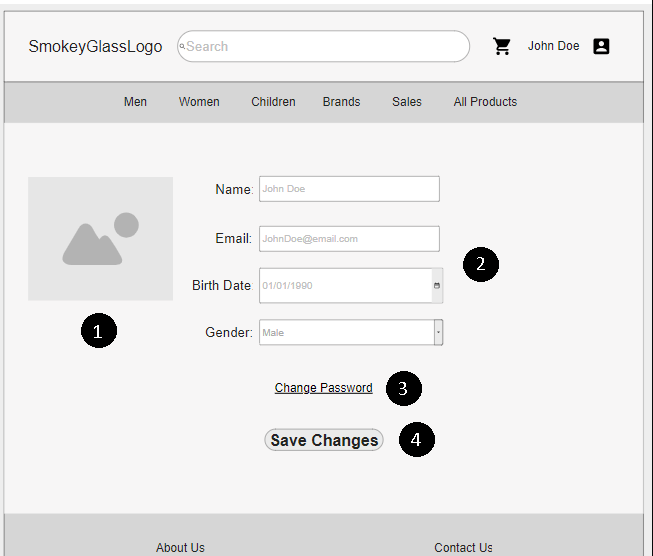 SmokeyGlassLogo Search John Doe
Men Women Children Brands Sales All Products
Name: John Doe
Email: JohnDoe@email.com
2
Birth Date: 01/01/1990
1
Gender: Male
Change Password 3
Save Changes 4
About Us Contact Us